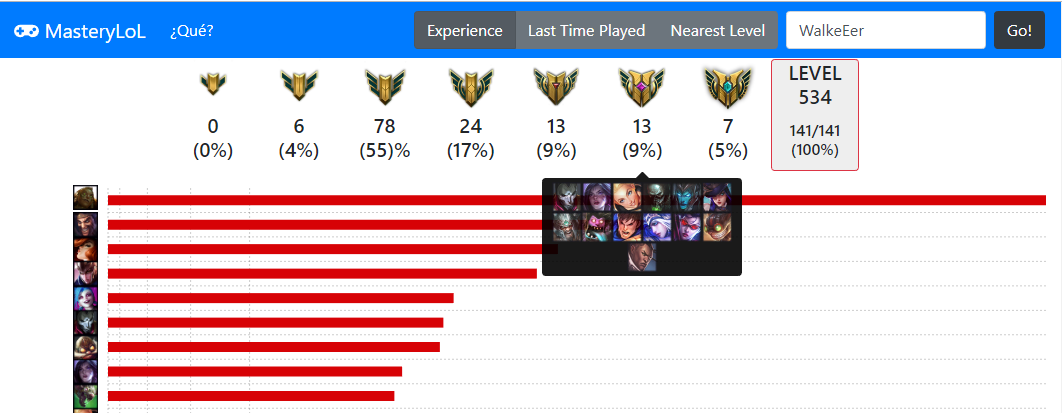 MasteryLoL ¿Qué? Experience Last Time Played Nearest Level WalkeEer Go!
0 6 78 24 13 13 7
(0%) (4%) (55)% (17%) (9%) (9%) (5%)
LEVEL
534
141/141
(100%)